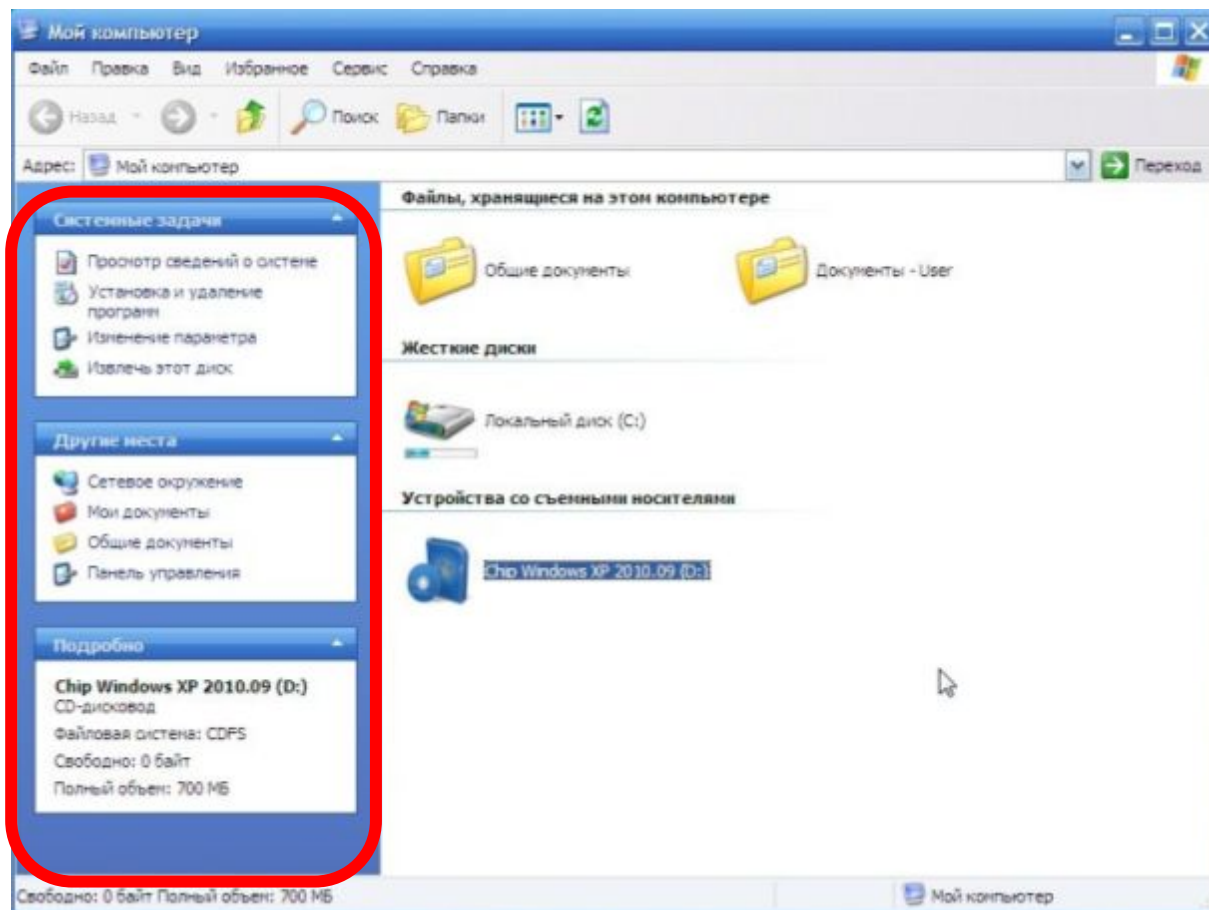 Мой компьютер
Файл Правка Вид Избранное Сервис Справка
Назад Поиск Папки
Адрес: Мой компьютер Переход
Системные задачи
Просмотр сведений о системе
Установка и удаление
программ
Изменение параметра
Извлечь этот диск
Другие места
Сетевое окружение
Мои документы
Общие документы
Панель управления
Подробно
Chip Windows XP 2010.09 (D:)
CD-дисковод
Файловая система: CDFS
Свободно: 0 байт
Полный объем: 700 МБ
Файлы, хранящиеся на этом компьютере
Общие документы
Документы - User
Жесткие диски
Локальный диск (C:)
Устройства со съемными носителями
Chip Windows XP 2010.09 (D:)
Свободно: 0 байт Полный объем: 700 МБ
Мой компьютер